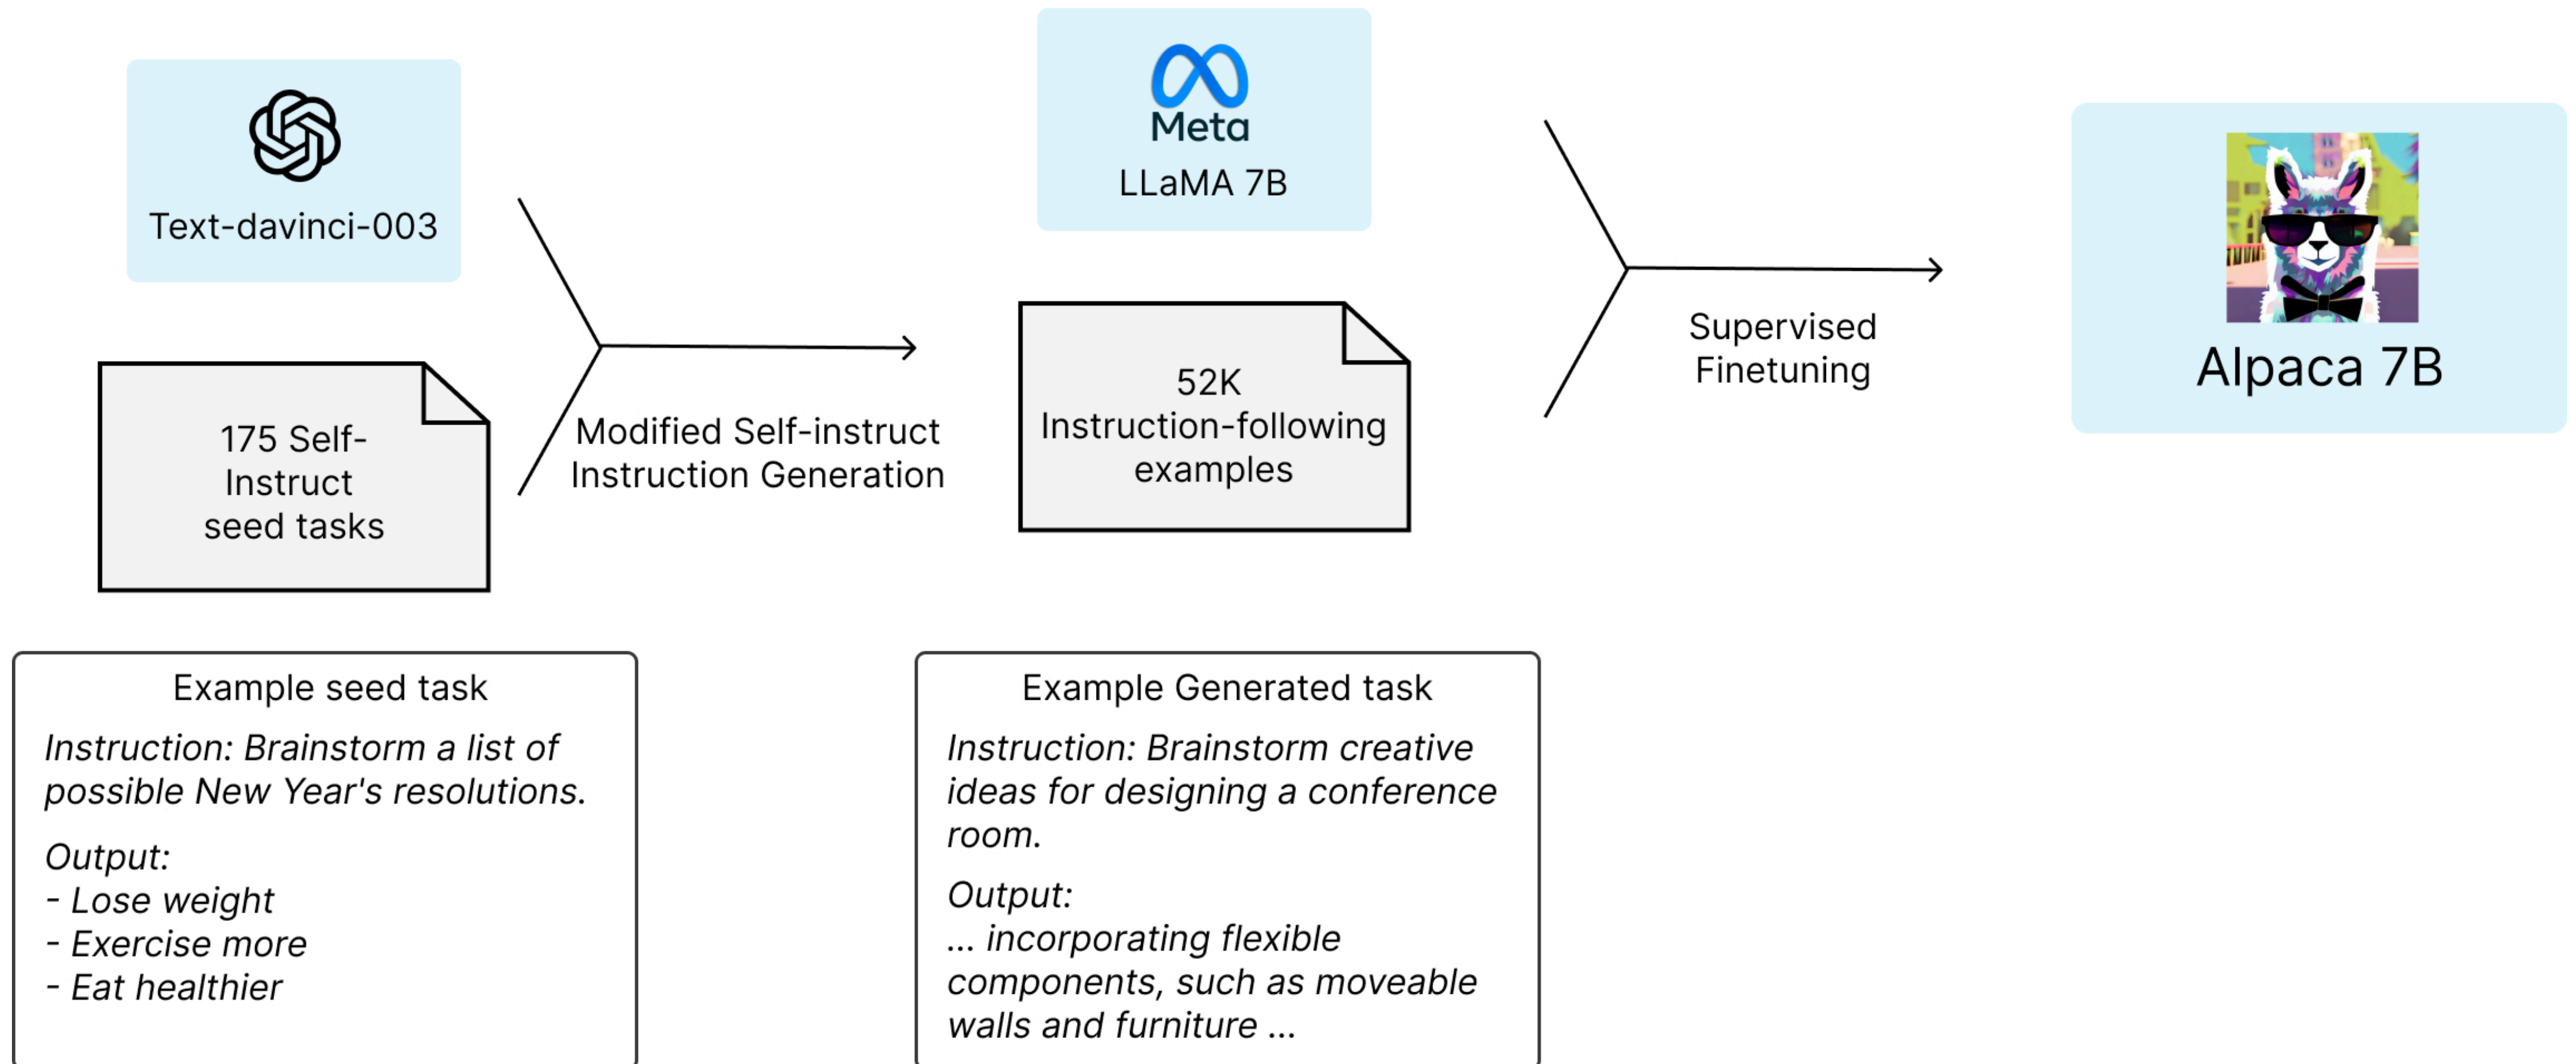 Text-davinci-003
175 Self-
Instruct
seed tasks
Modified Self-instruct
Instruction Generation
Meta
LLaMA 7B
52K
Instruction-following
examples
Supervised
Finetuning
Alpaca 7B
Example seed task
Instruction: Brainstorm a list of
possible New Year's resolutions.
Output:
- Lose weight
- Exercise more
- Eat healthier
Example Generated task
Instruction: Brainstorm creative
ideas for designing a conference
room.
Output:
... incorporating flexible
components, such as moveable
walls and furniture ...